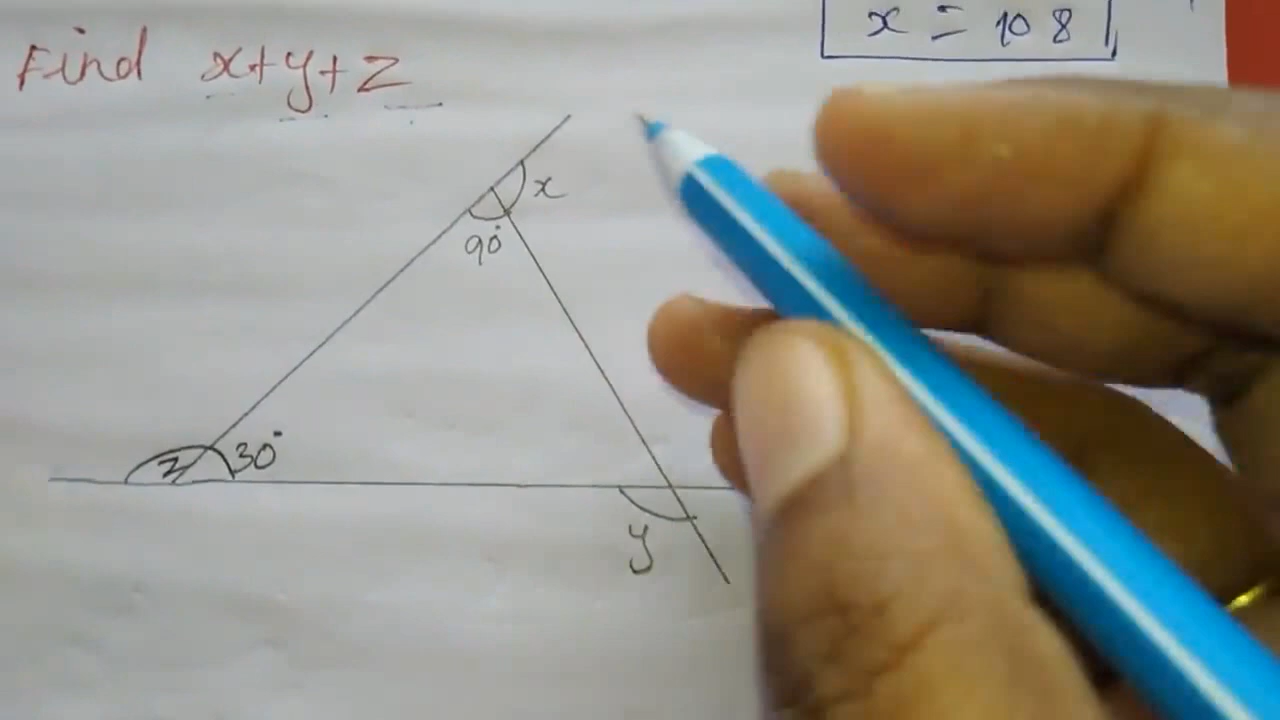 x = 108
Find x+y+z
x
90°
z 30°
y